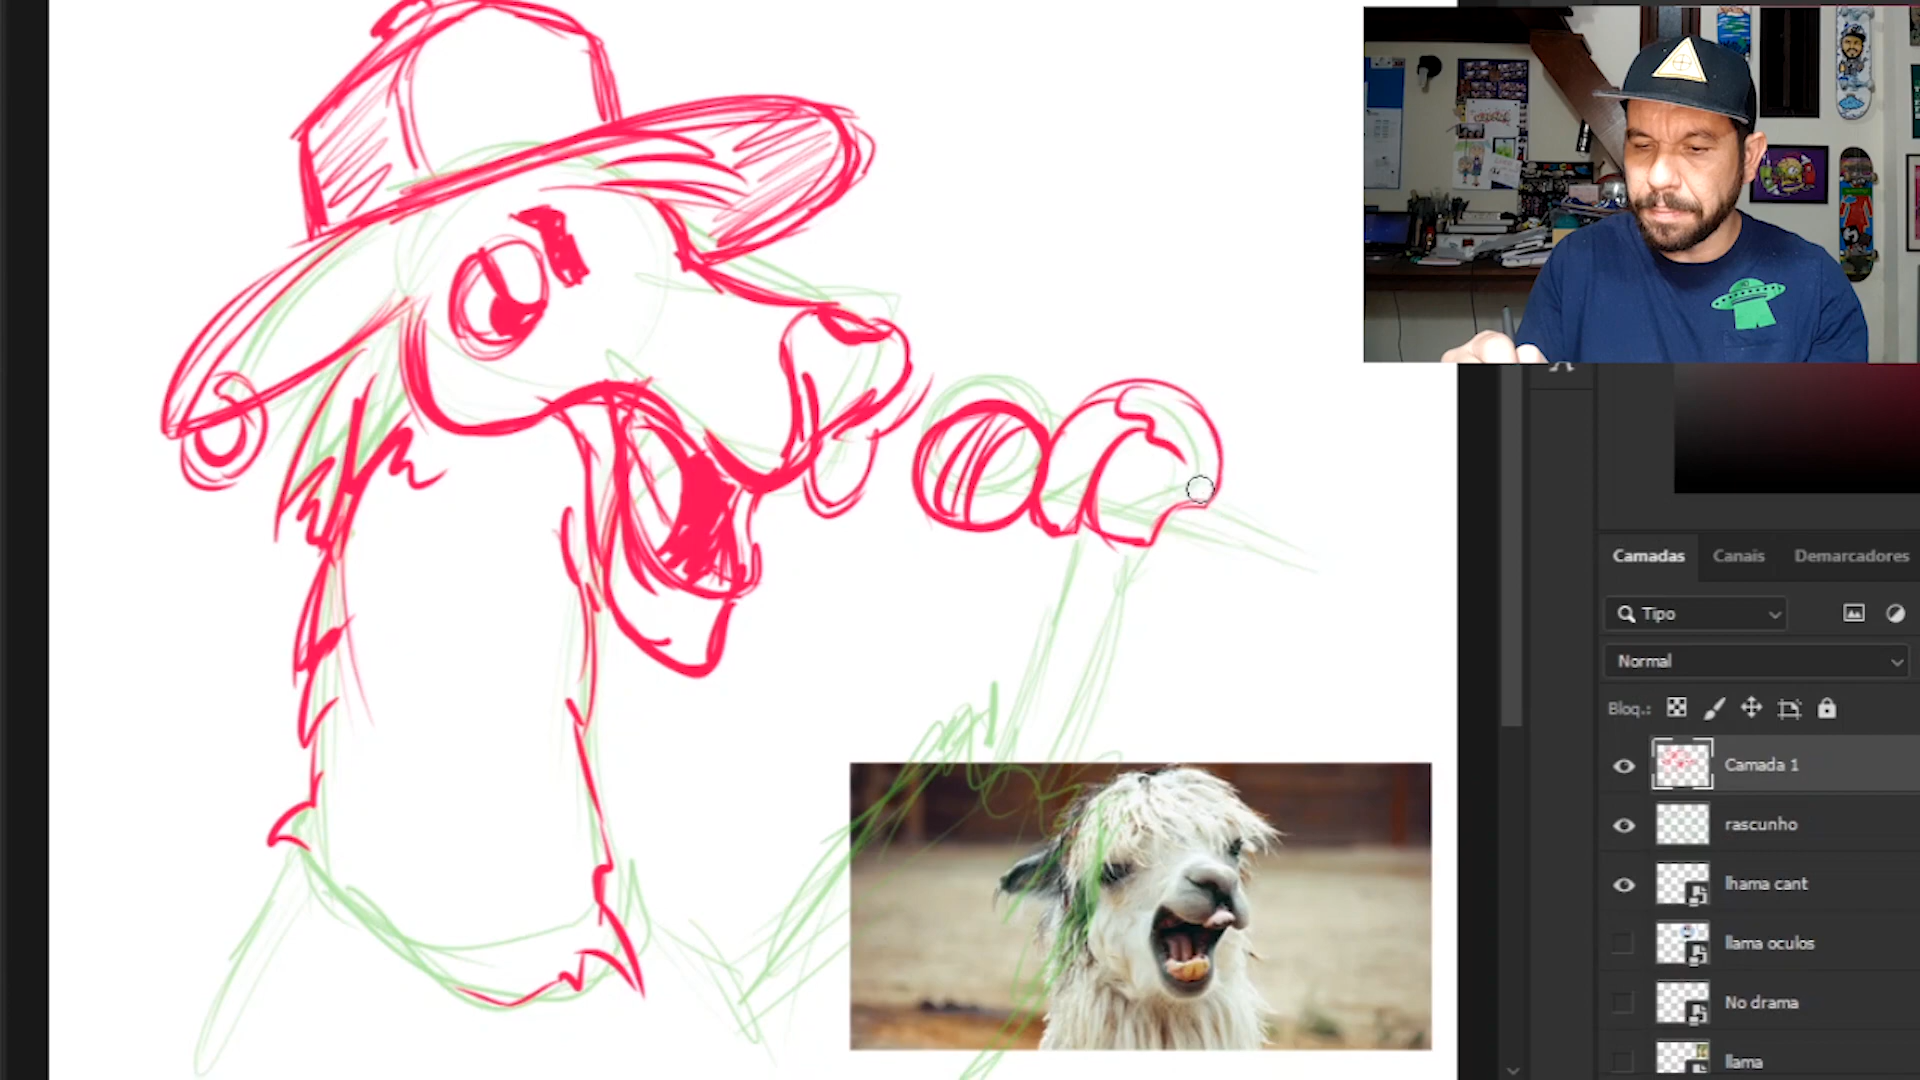 Camadas
Canais
Demarcadores
Tipo
Normal
Bloq.:
Camada 1
rascunho
lhama cant
llama oculos
No drama
llama